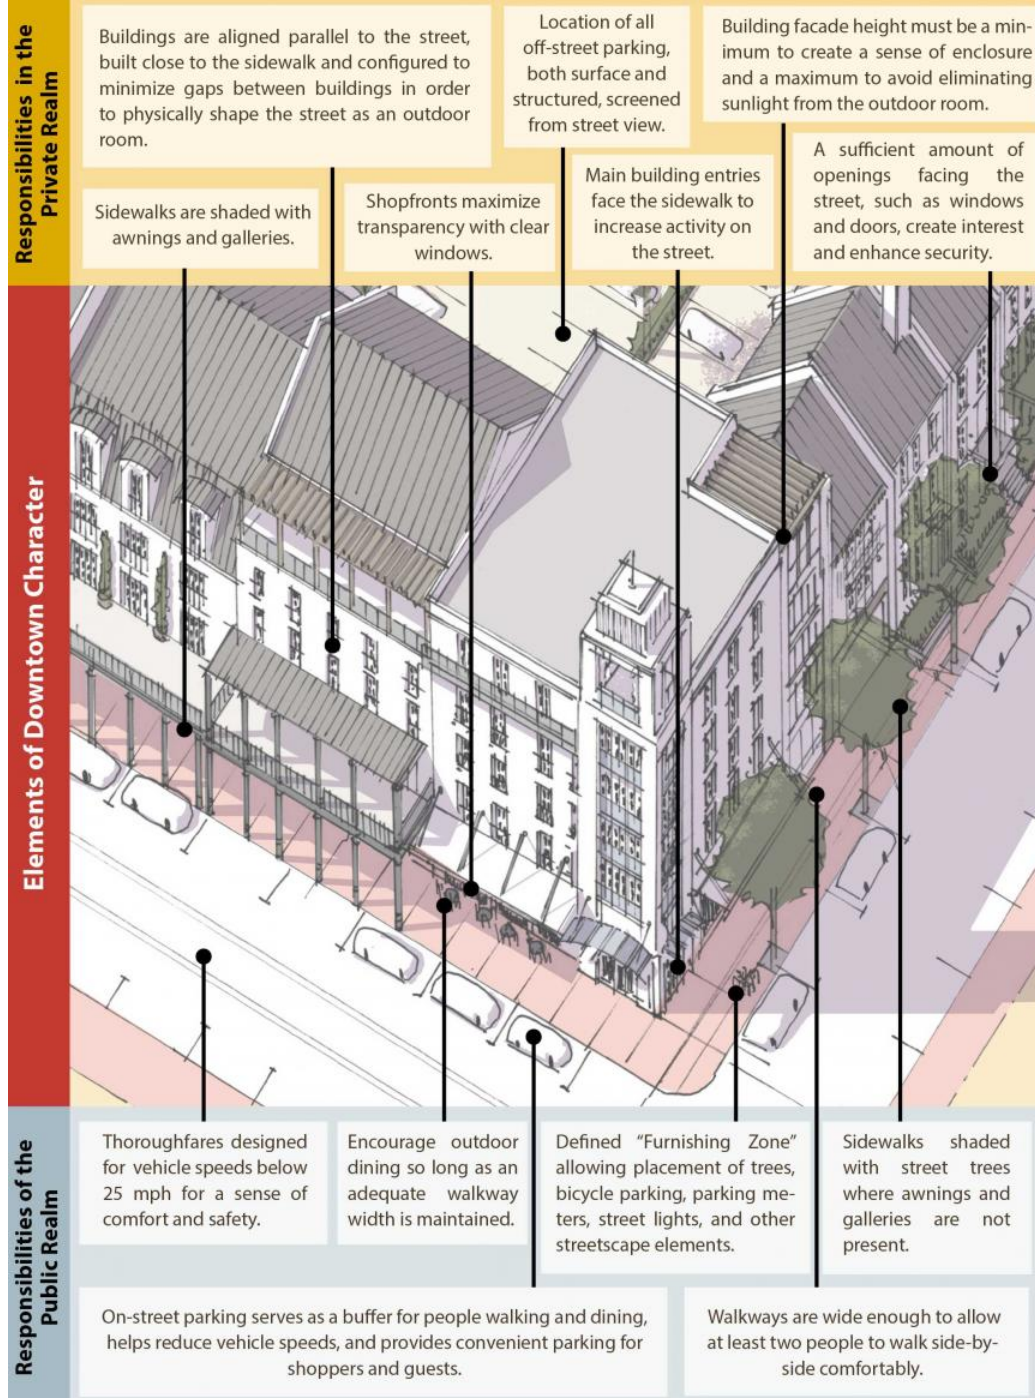 Responsibilities in the
Private Realm
Buildings are aligned parallel to the street,
built close to the sidewalk and configured to
minimize gaps between buildings in order
to physically shape the street as an outdoor
room.
Location of all
off-street parking,
both surface and
structured, screened
from street view.
Building facade height must be a min-
imum to create a sense of enclosure
and a maximum to avoid eliminating
sunlight from the outdoor room.
Sidewalks are shaded with
awnings and galleries.
Shopfronts maximize
transparency with clear
windows.
Main building entries
face the sidewalk to
increase activity on
the street.
A sufficient amount of
openings facing the
street, such as windows
and doors, create interest
and enhance security.
Elements of Downtown Character
Responsibilities of the
Public Realm
Thoroughfares designed
for vehicle speeds below
25 mph for a sense of
comfort and safety.
Encourage outdoor
dining so long as an
adequate walkway
width is maintained.
Defined “Furnishing Zone”
allowing placement of trees,
bicycle parking, parking me-
ters, street lights, and other
streetscape elements.
Sidewalks shaded
with street trees
where awnings and
galleries are not
present.
On-street parking serves as a buffer for people walking and dining,
helps reduce vehicle speeds, and provides convenient parking for
shoppers and guests.
Walkways are wide enough to allow
at least two people to walk side-by-
side comfortably.